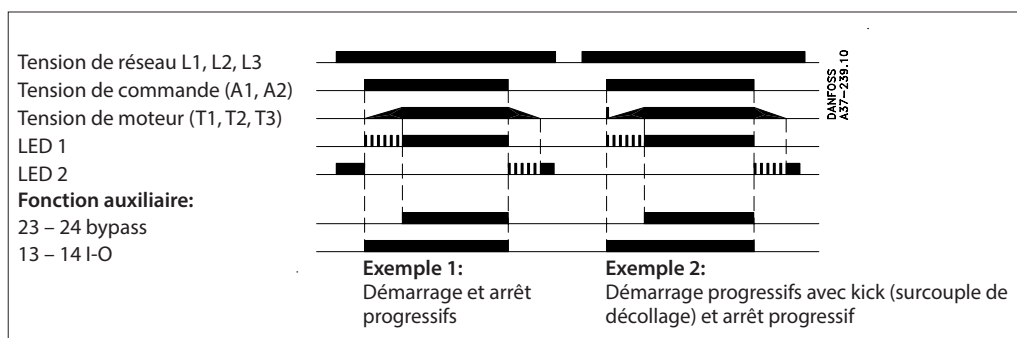 Tension de réseau L1, L2, L3
Tension de commande (A1, A2)
Tension de moteur (T1, T2, T3)
LED 1
LED 2
Fonction auxiliaire:
23 – 24 bypass
13 – 14 I-O
DANFOSS
A37-239.10
Exemple 1:
Démarrage et arrêt
progressifs
Exemple 2:
Démarrage progressifs avec kick (surcouple de
décollage) et arrêt progressif